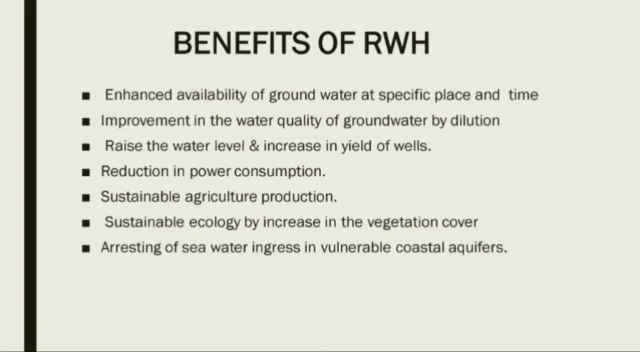 BENEFITS OF RWH
■ Enhanced availability of ground water at specific place and time
■ Improvement in the water quality of groundwater by dilution
■ Raise the water level & increase in yield of wells.
■ Reduction in power consumption.
■ Sustainable agriculture production.
■ Sustainable ecology by increase in the vegetation cover
■ Arresting of sea water ingress in vulnerable coastal aquifers.